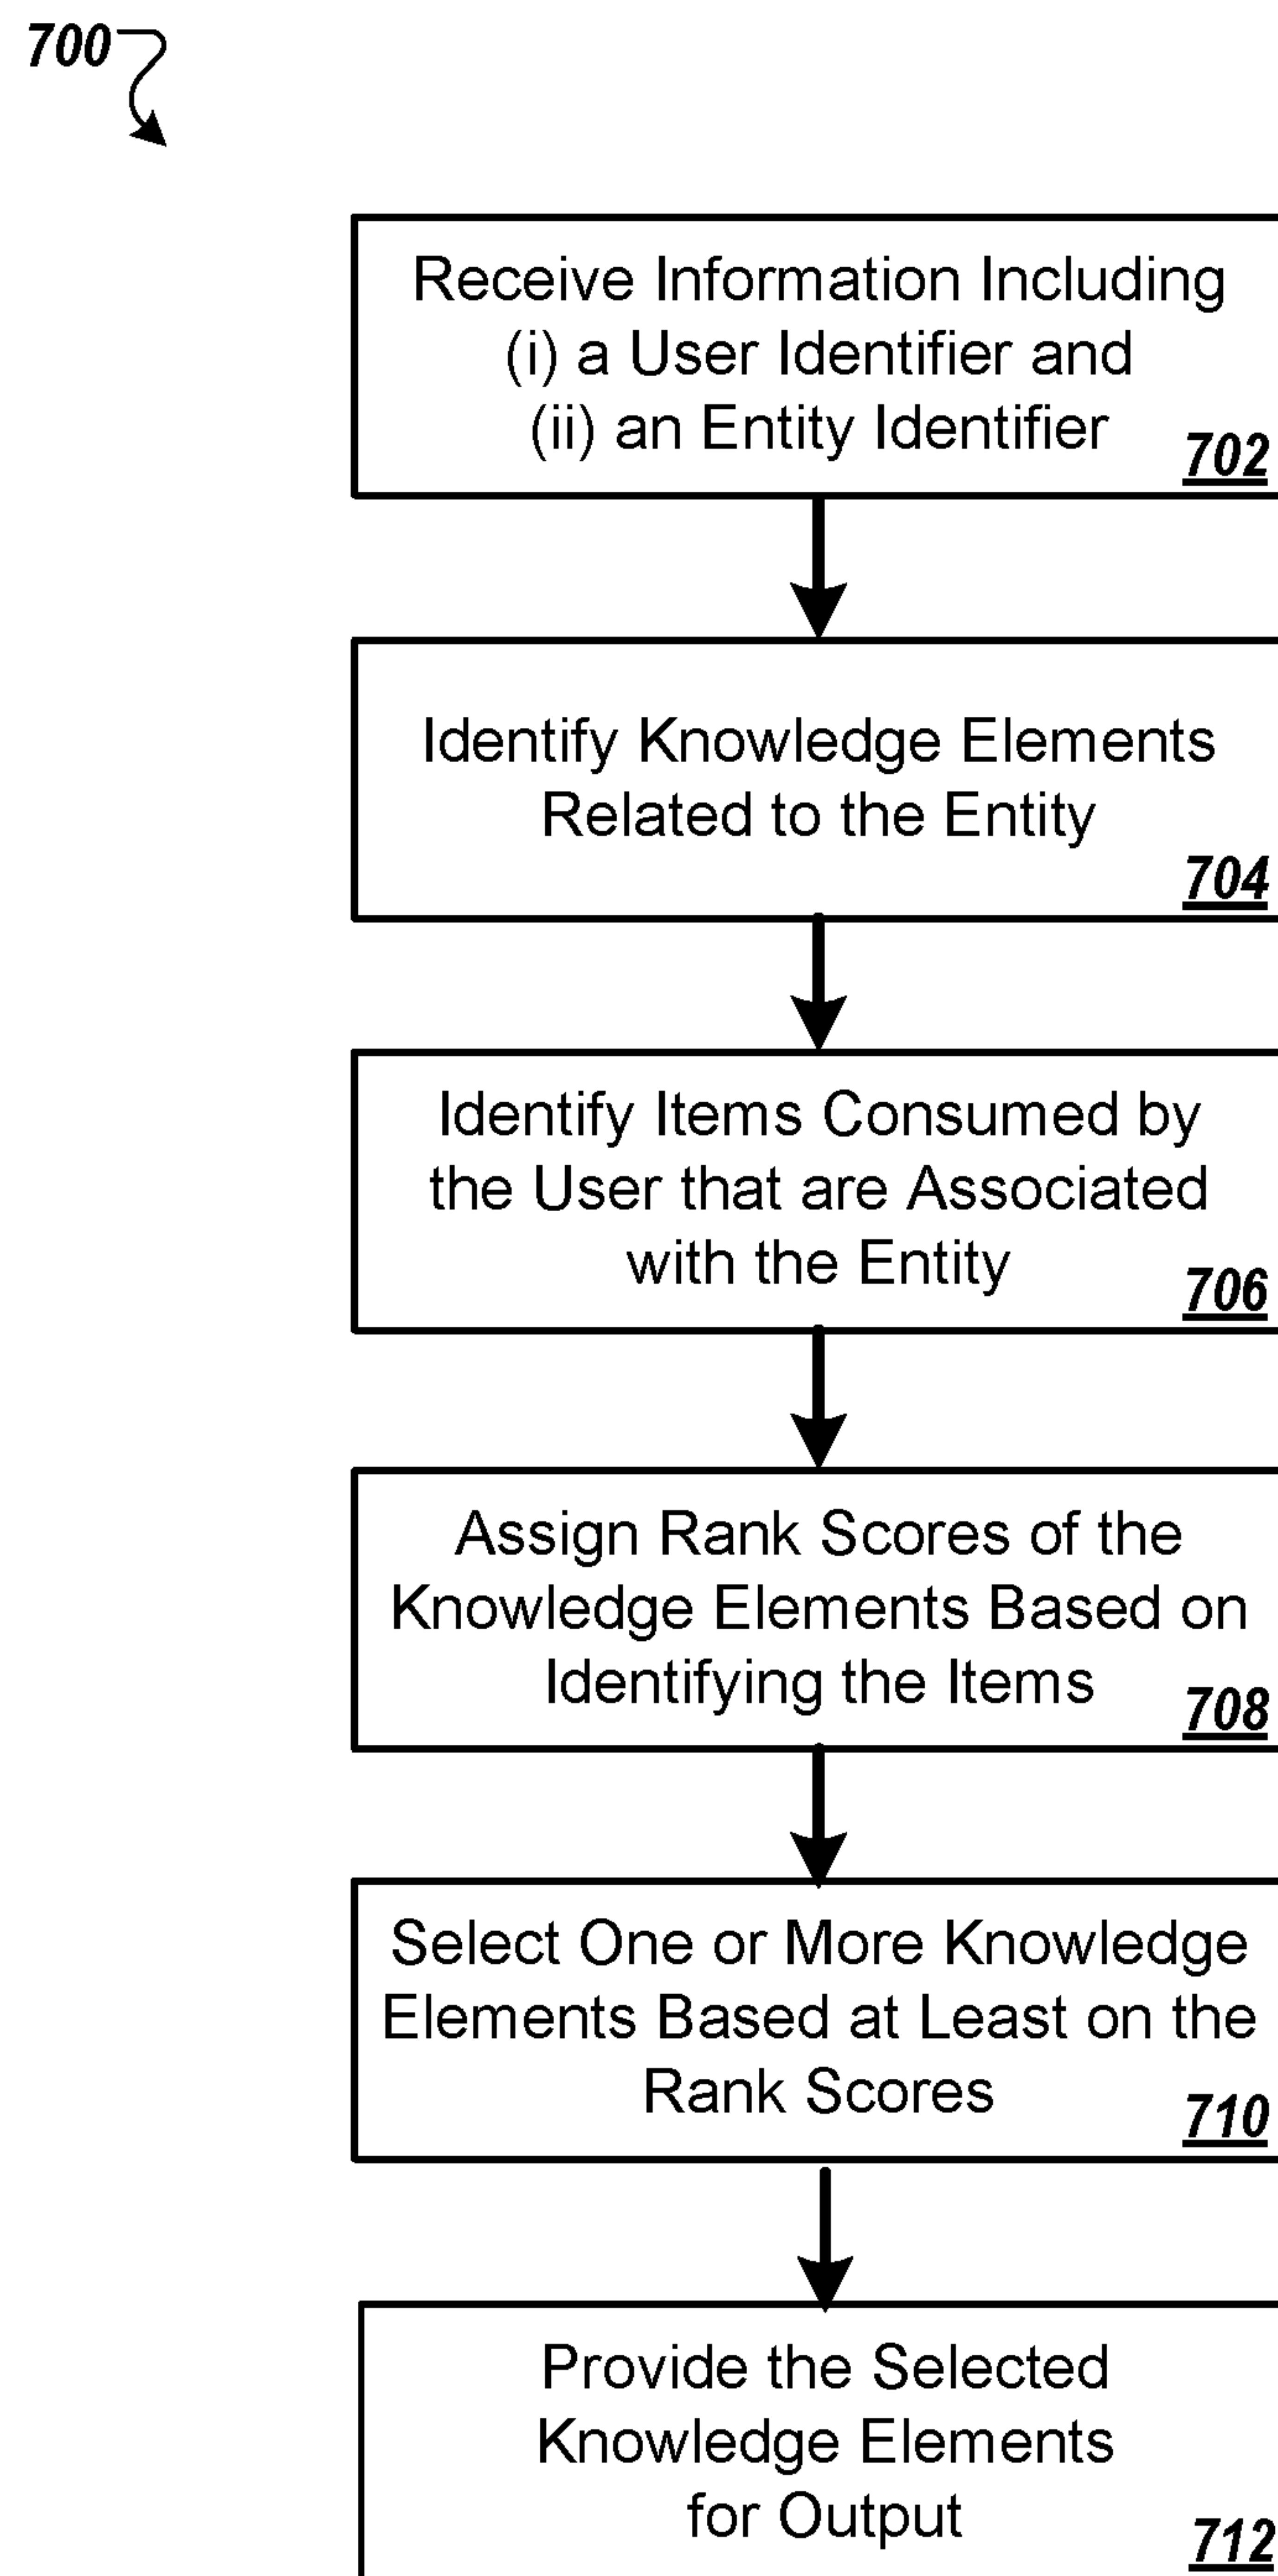 700
Receive Information Including
(i) a User Identifier and
(ii) an Entity Identifier
702
Identify Knowledge Elements
Related to the Entity
704
Identify Items Consumed by
the User that are Associated
with the Entity
706
Assign Rank Scores of the
Knowledge Elements Based on
Identifying the Items
708
Select One or More Knowledge
Elements Based at Least on the
Rank Scores
710
Provide the Selected
Knowledge Elements
for Output
712